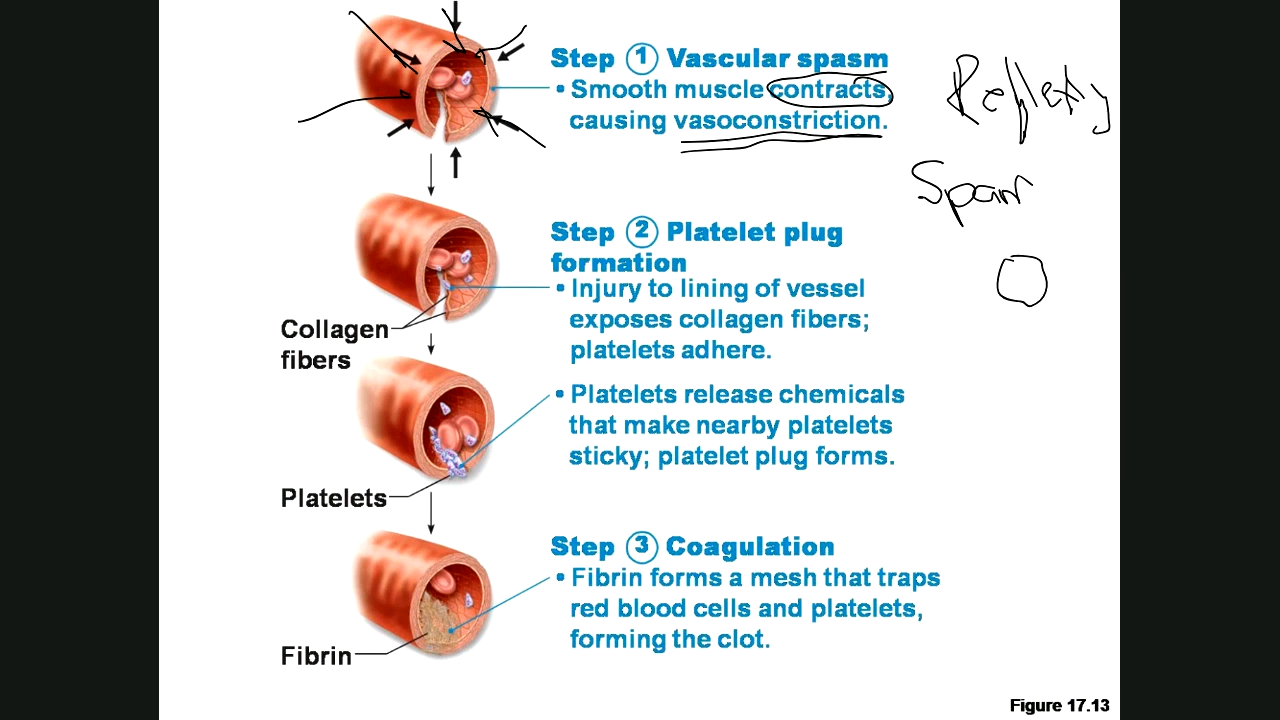 Step 1 Vascular spasm
• Smooth muscle contracts,
causing vasoconstriction.
Step 2 Platelet plug
formation
• Injury to lining of vessel
exposes collagen fibers;
platelets adhere.
Collagen
fibers
• Platelets release chemicals
that make nearby platelets
sticky; platelet plug forms.
Platelets
Step 3 Coagulation
• Fibrin forms a mesh that traps
red blood cells and platelets,
forming the clot.
Fibrin
Figure 17.13